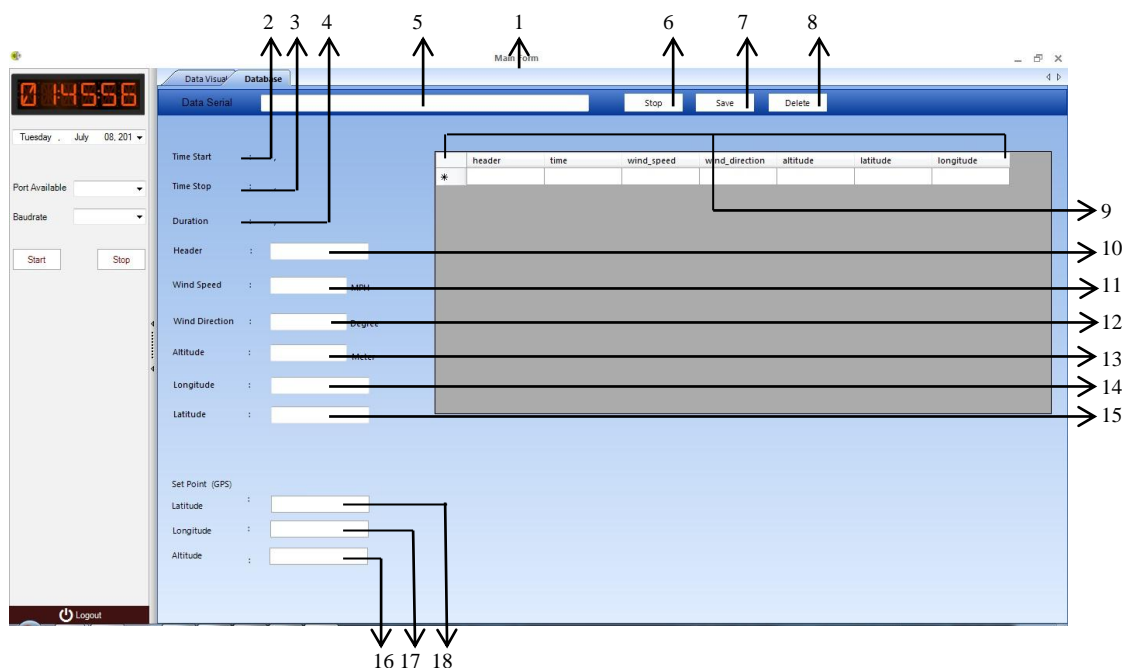 2 3 4 5 1 6 7 8
Main Form
01:45:56
Data Visual Database
Data Serial Stop Save Delete
Tuesday , July 08, 201
Time Start : ,
header time wind_speed wind_direction altitude latitude longitude
Port Available
Time Stop : ,
Baudrate
Duration : ,
9
Start Stop
Header : 10
Wind Speed : MPH 11
Wind Direction : Degree 12
Altitude : Meter 13
Longitude : 14
Latitude : 15
Set Point (GPS)
Latitude :
Longitude :
Altitude :
Logout
16 17 18